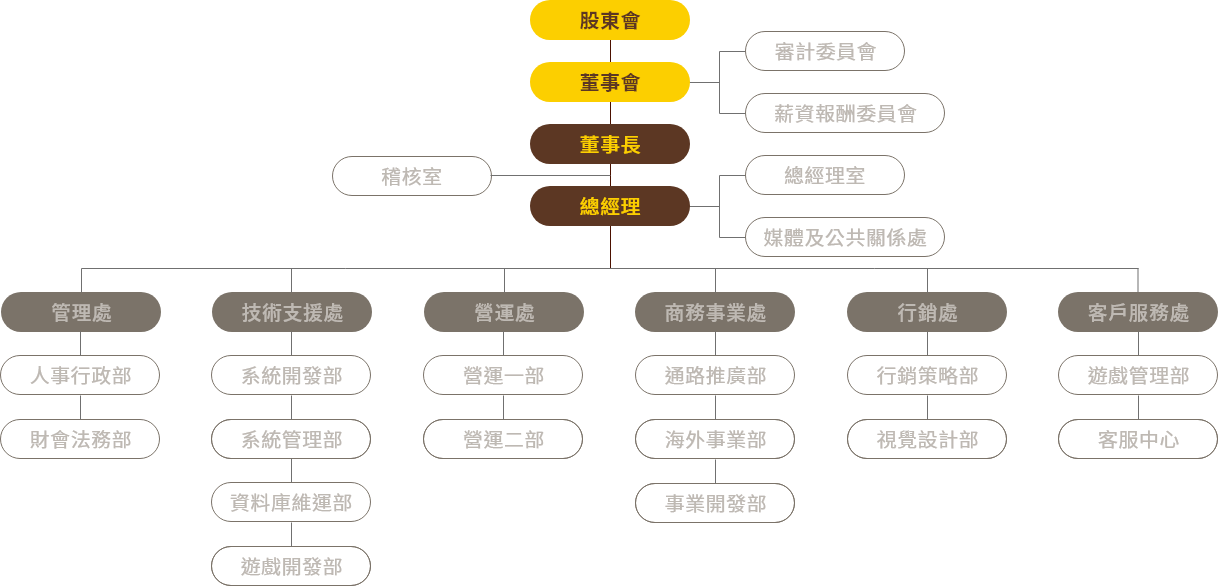 股東會
董事會
審計委員會
薪資報酬委員會
董事長
稽核室
總經理
總經理室
媒體及公共關係處
管理處
技術支援處
營運處
商務事業處
行銷處
客戶服務處
人事行政部
系統開發部
營運一部
通路推廣部
行銷策略部
遊戲管理部
財會法務部
系統管理部
營運二部
海外事業部
視覺設計部
客服中心
資料庫維運部
事業開發部
遊戲開發部